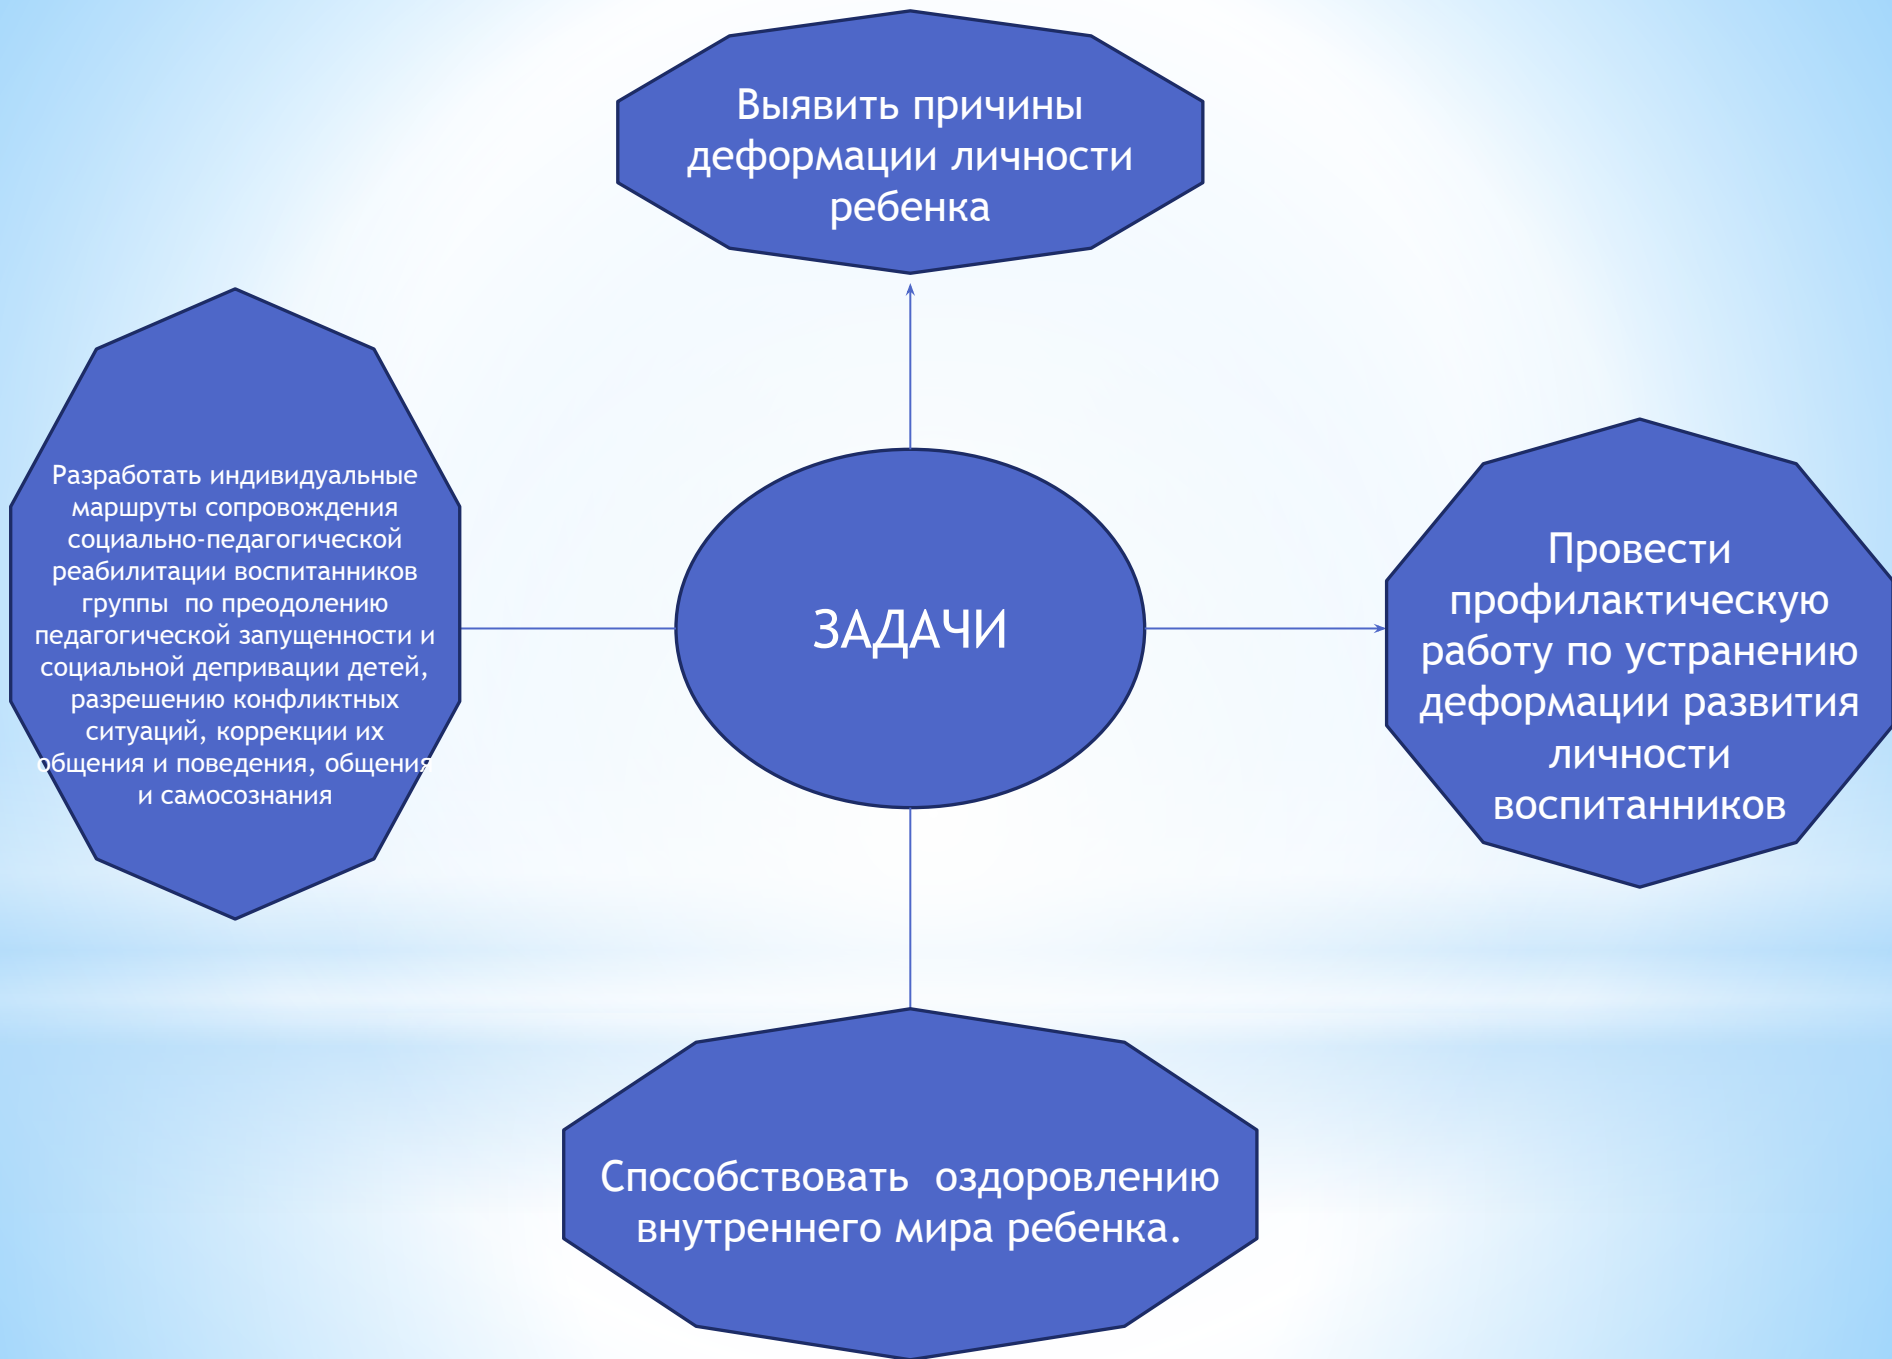 Выявить причины
деформации личности
ребенка
Разработать индивидуальные
маршруты сопровождения
социально-педагогической
реабилитации воспитанников
группы  по преодолению
педагогической запущенности и
социальной депривации детей,
разрешению конфликтных
ситуаций, коррекции их
общения и поведения, общения
и самосознания
ЗАДАЧИ
Провести
профилактическую
работу по устранению
деформации развития
личности
воспитанников
Способствовать  оздоровлению
внутреннего мира ребенка.